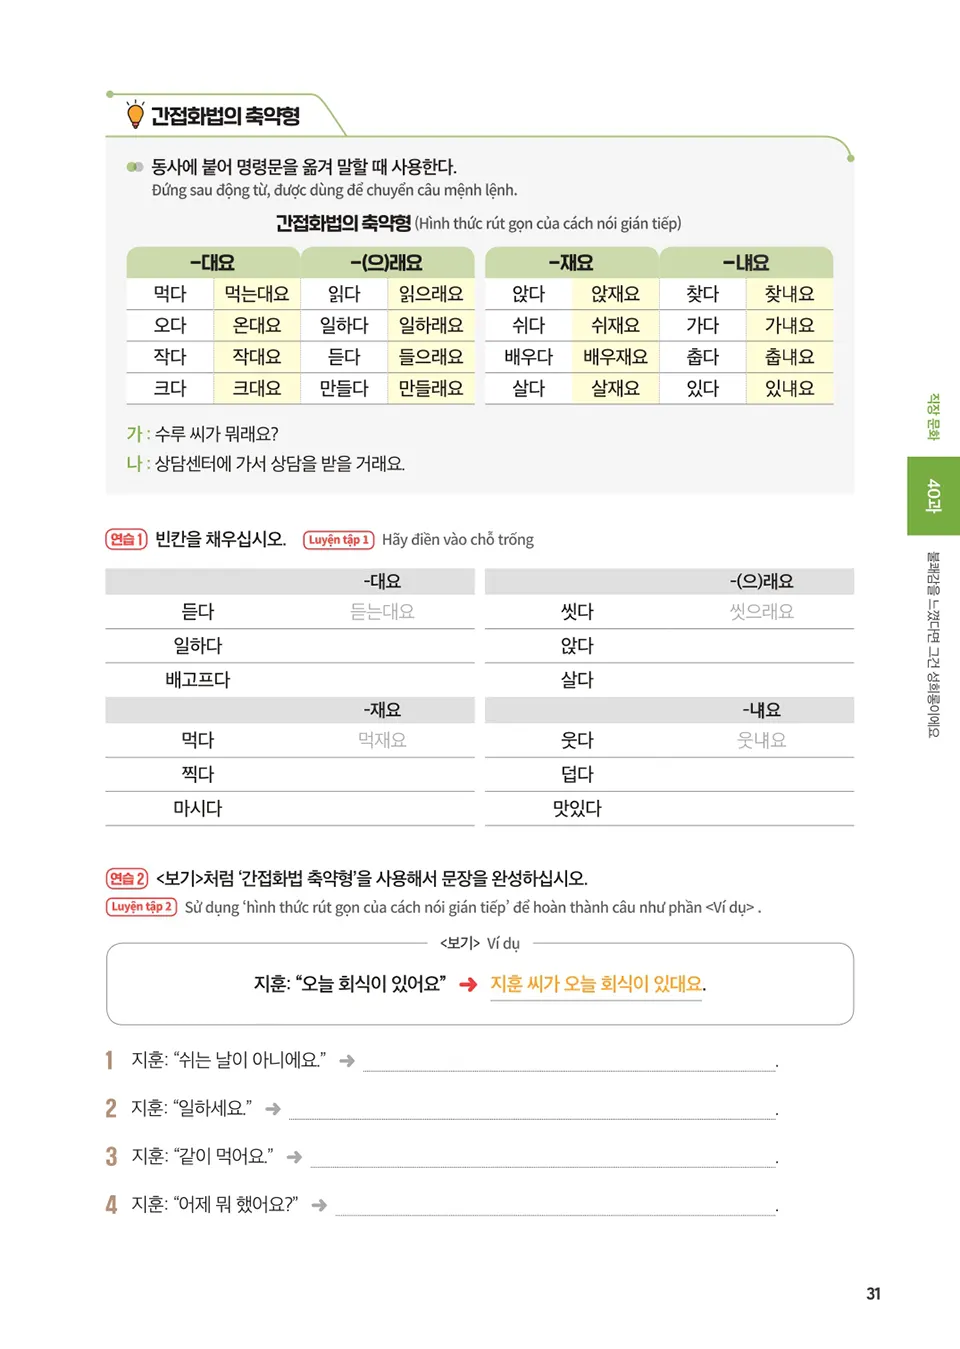 간접화법의 축약형
동사에 붙어 명령문을 옮겨 말할 때 사용한다.
Đứng sau động từ, được dùng để chuyển câu mệnh lệnh.
간접화법의 축약형 (Hình thức rút gọn của cách nói gián tiếp)
-대요 -(으)래요 -재요 -냬요
먹다 먹는대요 읽다 읽으래요 앉다 앉재요 찾다 찾냬요
오다 온대요 일하다 일하래요 쉬다 쉬재요 가다 가냬요
작다 작대요 듣다 들으래요 배우다 배우재요 춥다 춥냬요
크다 크대요 만들다 만들래요 살다 살재요 있다 있냬요
가 : 수루 씨가 뭐래요?
나 : 상담센터에 가서 상담을 받을 거래요.
연습 1 빈칸을 채우십시오. Luyện tập 1 Hãy điền vào chỗ trống
-대요 -(으)래요
듣다 듣는대요 씻다 씻으래요
일하다 앉다
배고프다 살다
-재요 -냬요
먹다 먹재요 웃다 웃냬요
찍다 덥다
마시다 맛있다
연습 2 <보기>처럼 ‘간접화법 축약형’을 사용해서 문장을 완성하십시오.
Luyện tập 2 Sử dụng ‘hình thức rút gọn của cách nói gián tiếp’ để hoàn thành câu như phần <Ví dụ> .
<보기> Ví dụ
지훈: “오늘 회식이 있어요” ➜ 지훈 씨가 오늘 회식이 있대요.
1 지훈: “쉬는 날이 아니에요.” ➜ .
2 지훈: “일하세요.” ➜ .
3 지훈: “같이 먹어요.” ➜ .
4 지훈: “어제 뭐 했어요?” ➜ .
직장 문화
40과
불쾌감을 느꼈다면 그건 성희롱이에요
31